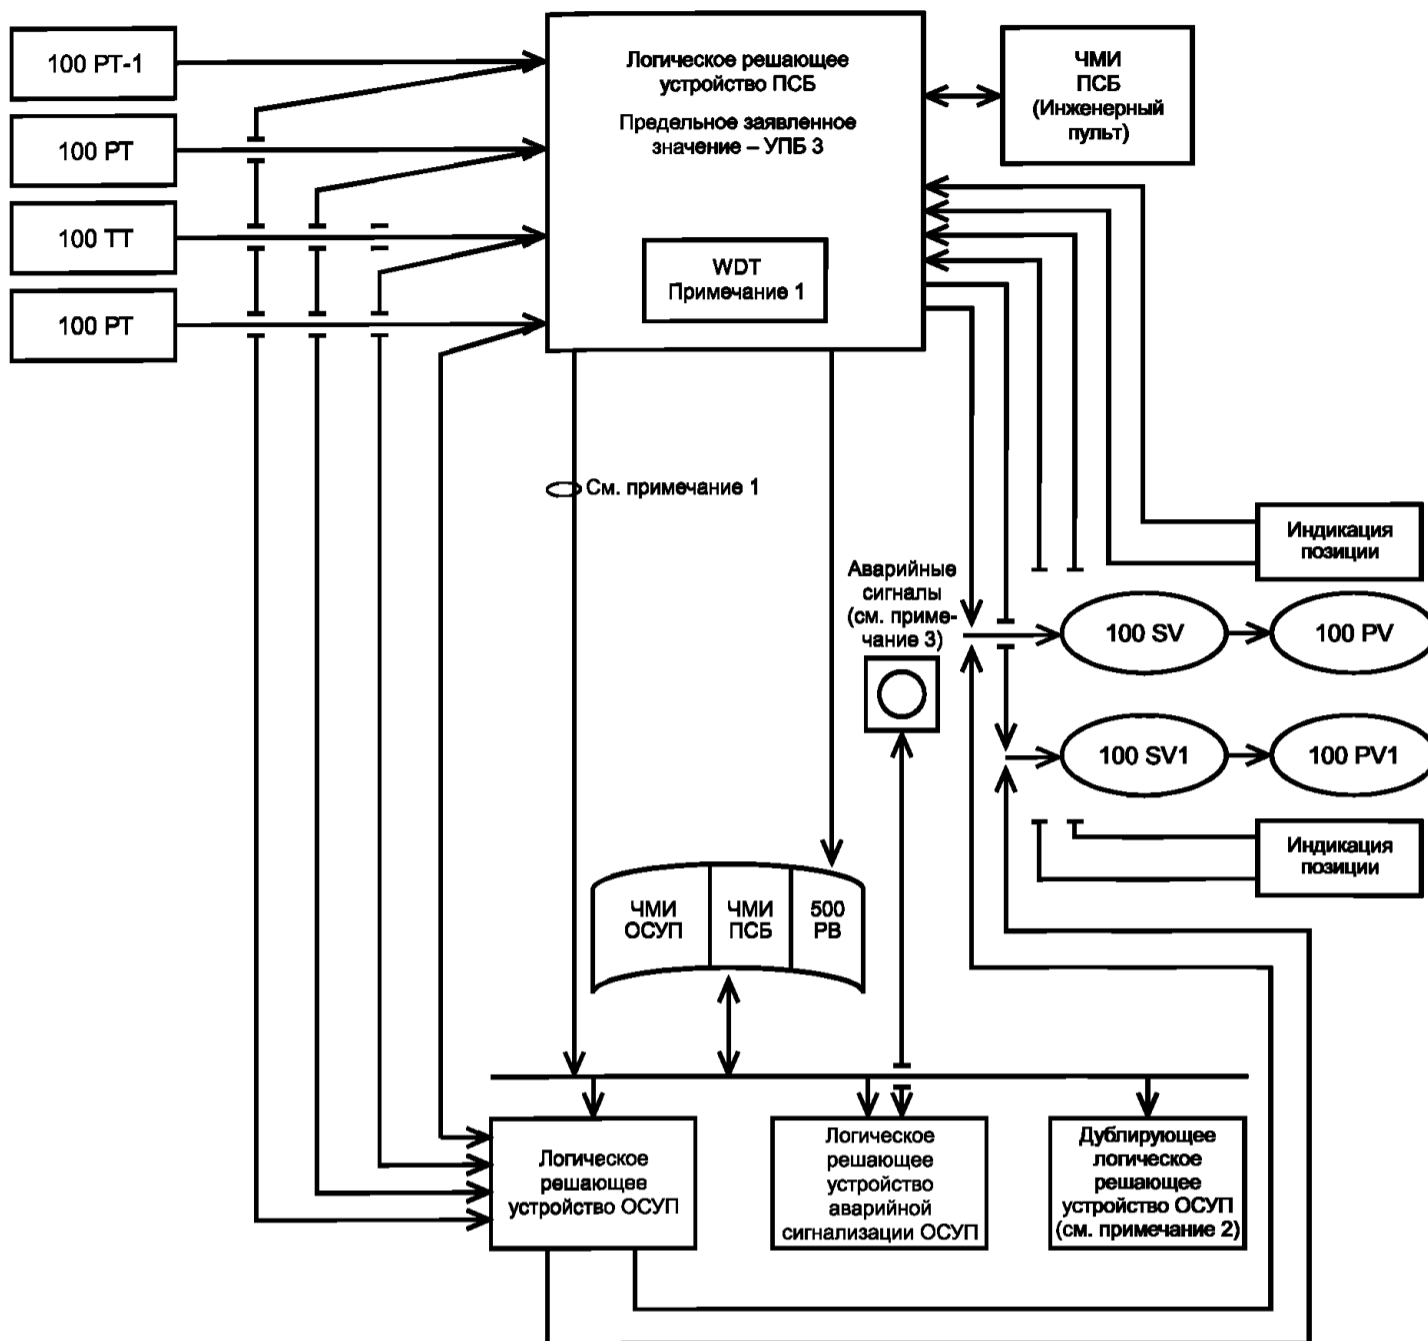 100 PT-1
100 PT
100 TT
100 PT
Логическое решающее
устройство ПСБ
Предельное заявленное
значение – УПБ 3
WDT
Примечание 1
ЧМИ
ПСБ
(Инженерный
пульт)
См. примечание 1
Аварийные
сигналы
(см. приме-
чание 3)
Индикация
позиции
100 SV
100 PV
100 SV1
100 PV1
Индикация
позиции
ЧМИ
ОСУП
ЧМИ
ПСБ
500
PB
Логическое
решающее
устройство ОСУП
Логическое
решающее
устройство
аварийной
сигнализации ОСУП
Дублирующее
логическое
решающее
устройство ОСУП
(см. примечание 2)